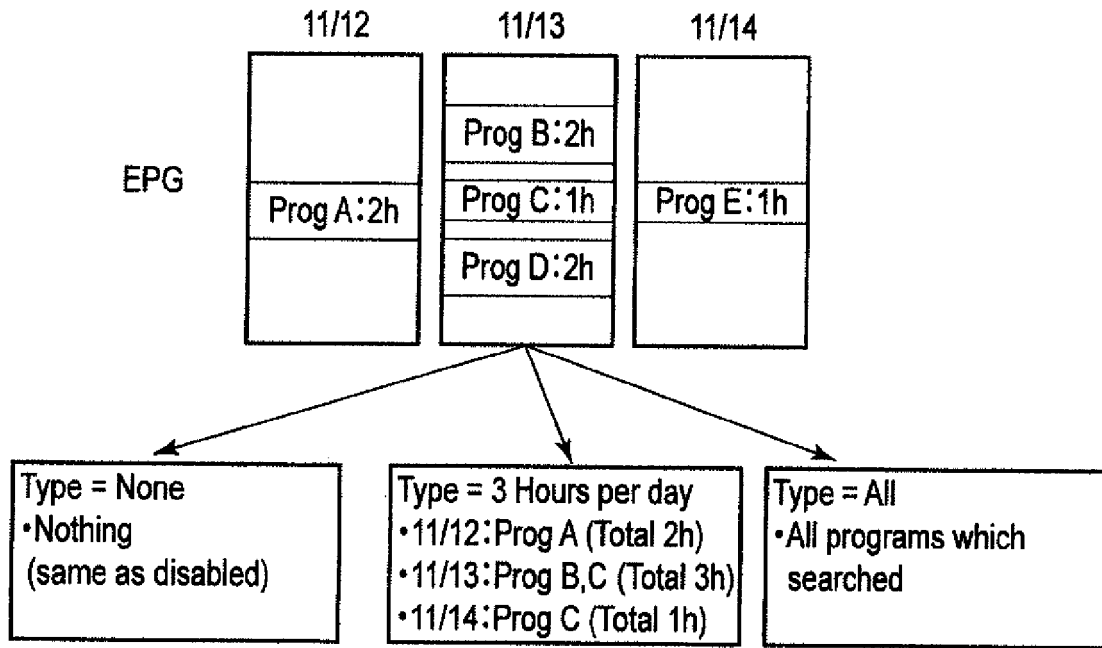 11/12 11/13 11/14
EPG
Prog A:2h
Prog B:2h
Prog C:1h
Prog D:2h
Prog E:1h
Type = None
•Nothing
(same as disabled)
Type = 3 Hours per day
•11/12:Prog A (Total 2h)
•11/13:Prog B,C (Total 3h)
•11/14:Prog C (Total 1h)
Type = All
•All programs which
searched